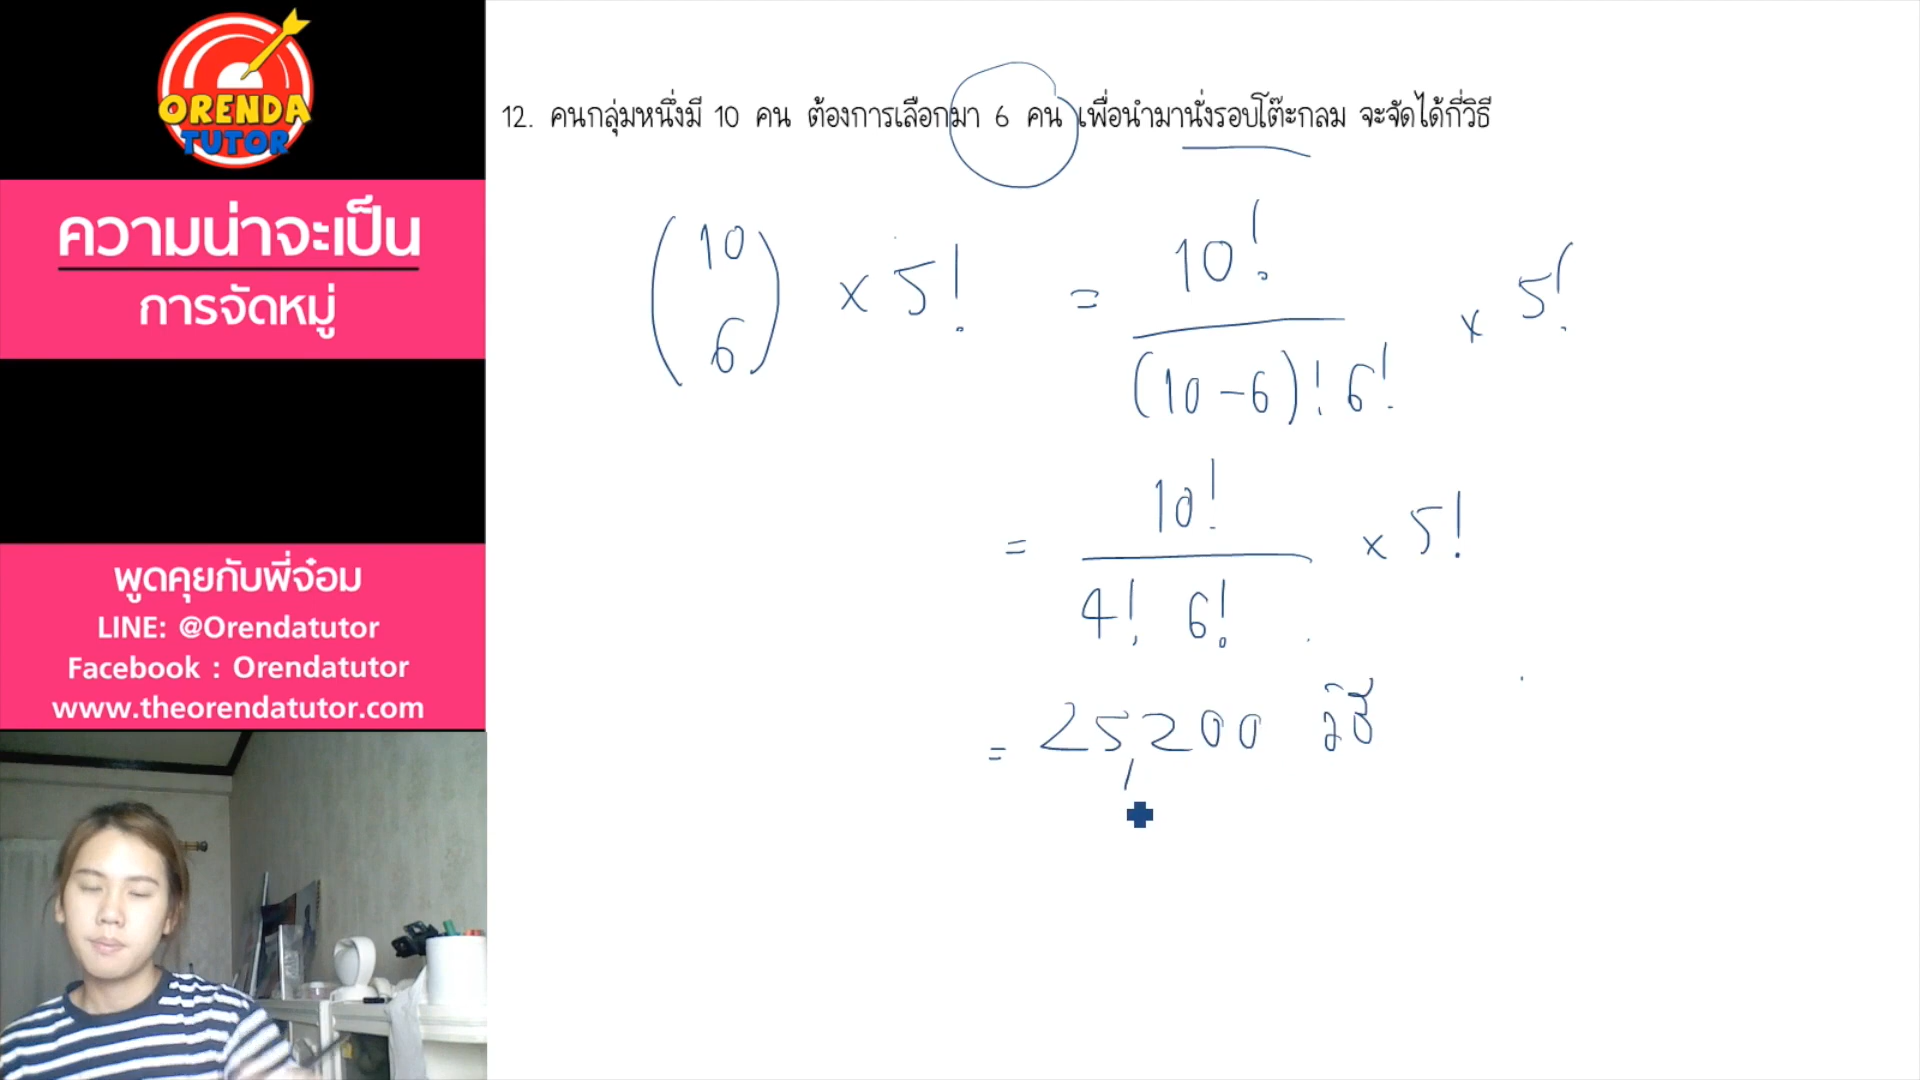 ORENDA
TUTOR
ความน่าจะเป็น
การจัดหมู่
พูดคุยกับพี่จ๋อม
LINE: @Orendatutor
Facebook : Orendatutor
www.theorendatutor.com
12. คนกลุ่มหนึ่งมี 10 คน ต้องการเลือกมา 6 คน เพื่อนำมานั่งรอบโต๊ะกลม จะจัดได้กี่วิธี
(10 6) × 5! = 10! / (10-6)! 6! × 5!
= 10! / 4! 6! × 5!
= 25,200 วิธี